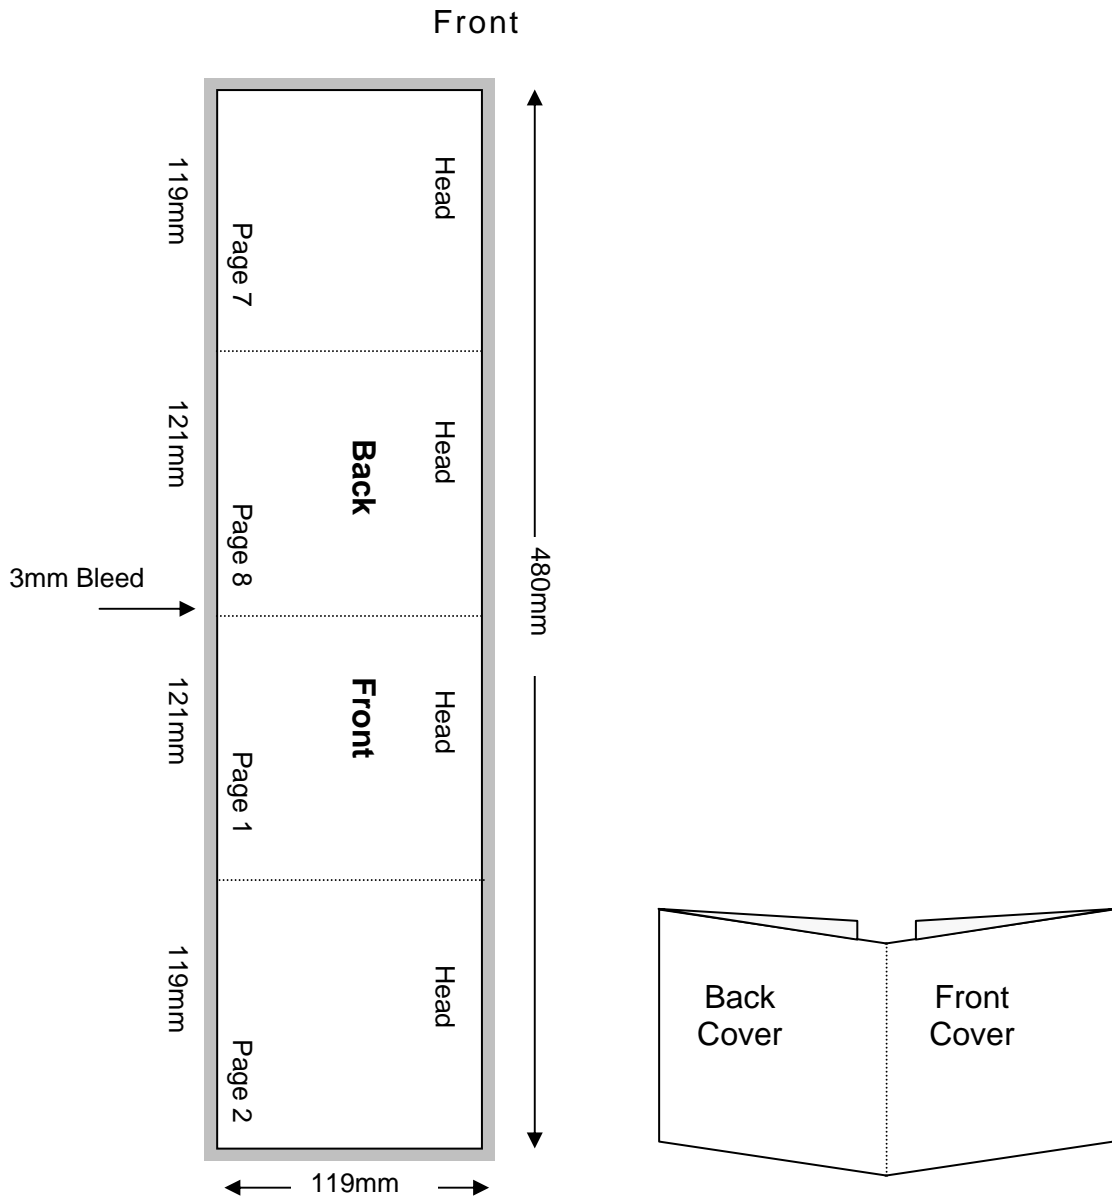 Front
119mm
Head
Page 7
121mm
Head
Back
Page 8
3mm Bleed
480mm
121mm
Head
Front
Page 1
119mm
Head
Page 2
119mm
Back
Cover
Front
Cover